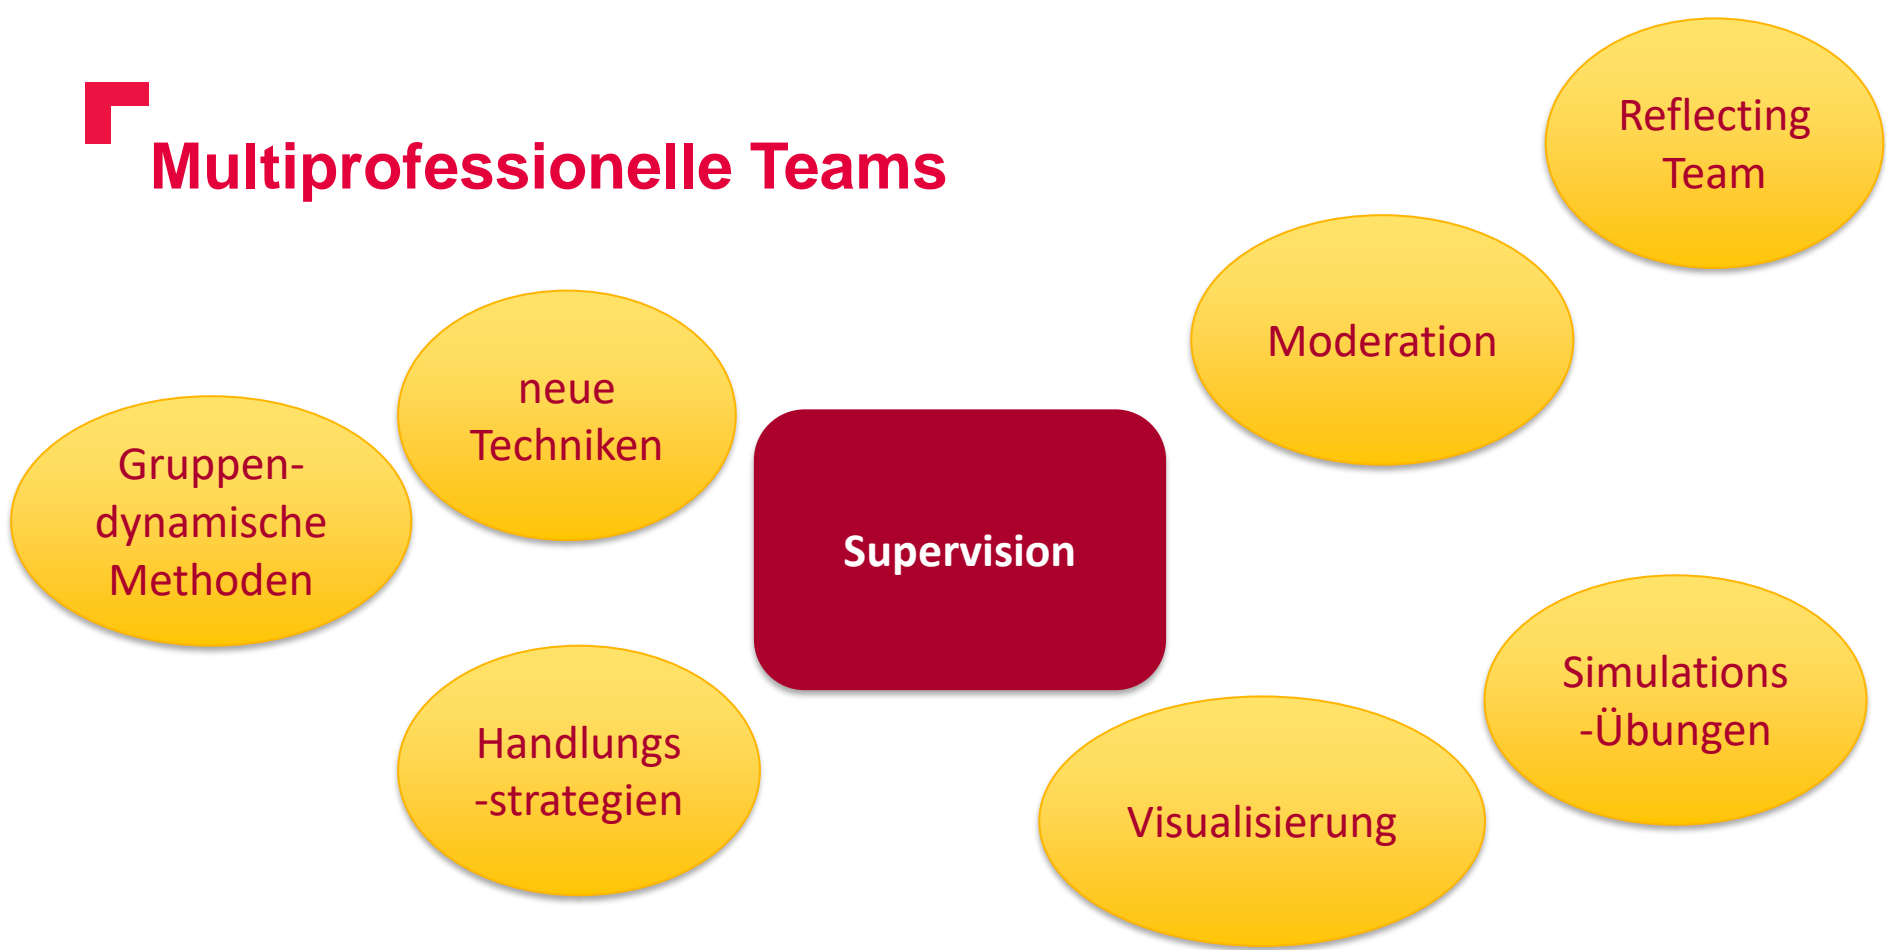 Multiprofessionelle Teams
Reflecting
Team
Moderation
neue
Techniken
Gruppen-
dynamische
Methoden
Supervision
Handlungs
-strategien
Simulations
-Übungen
Visualisierung